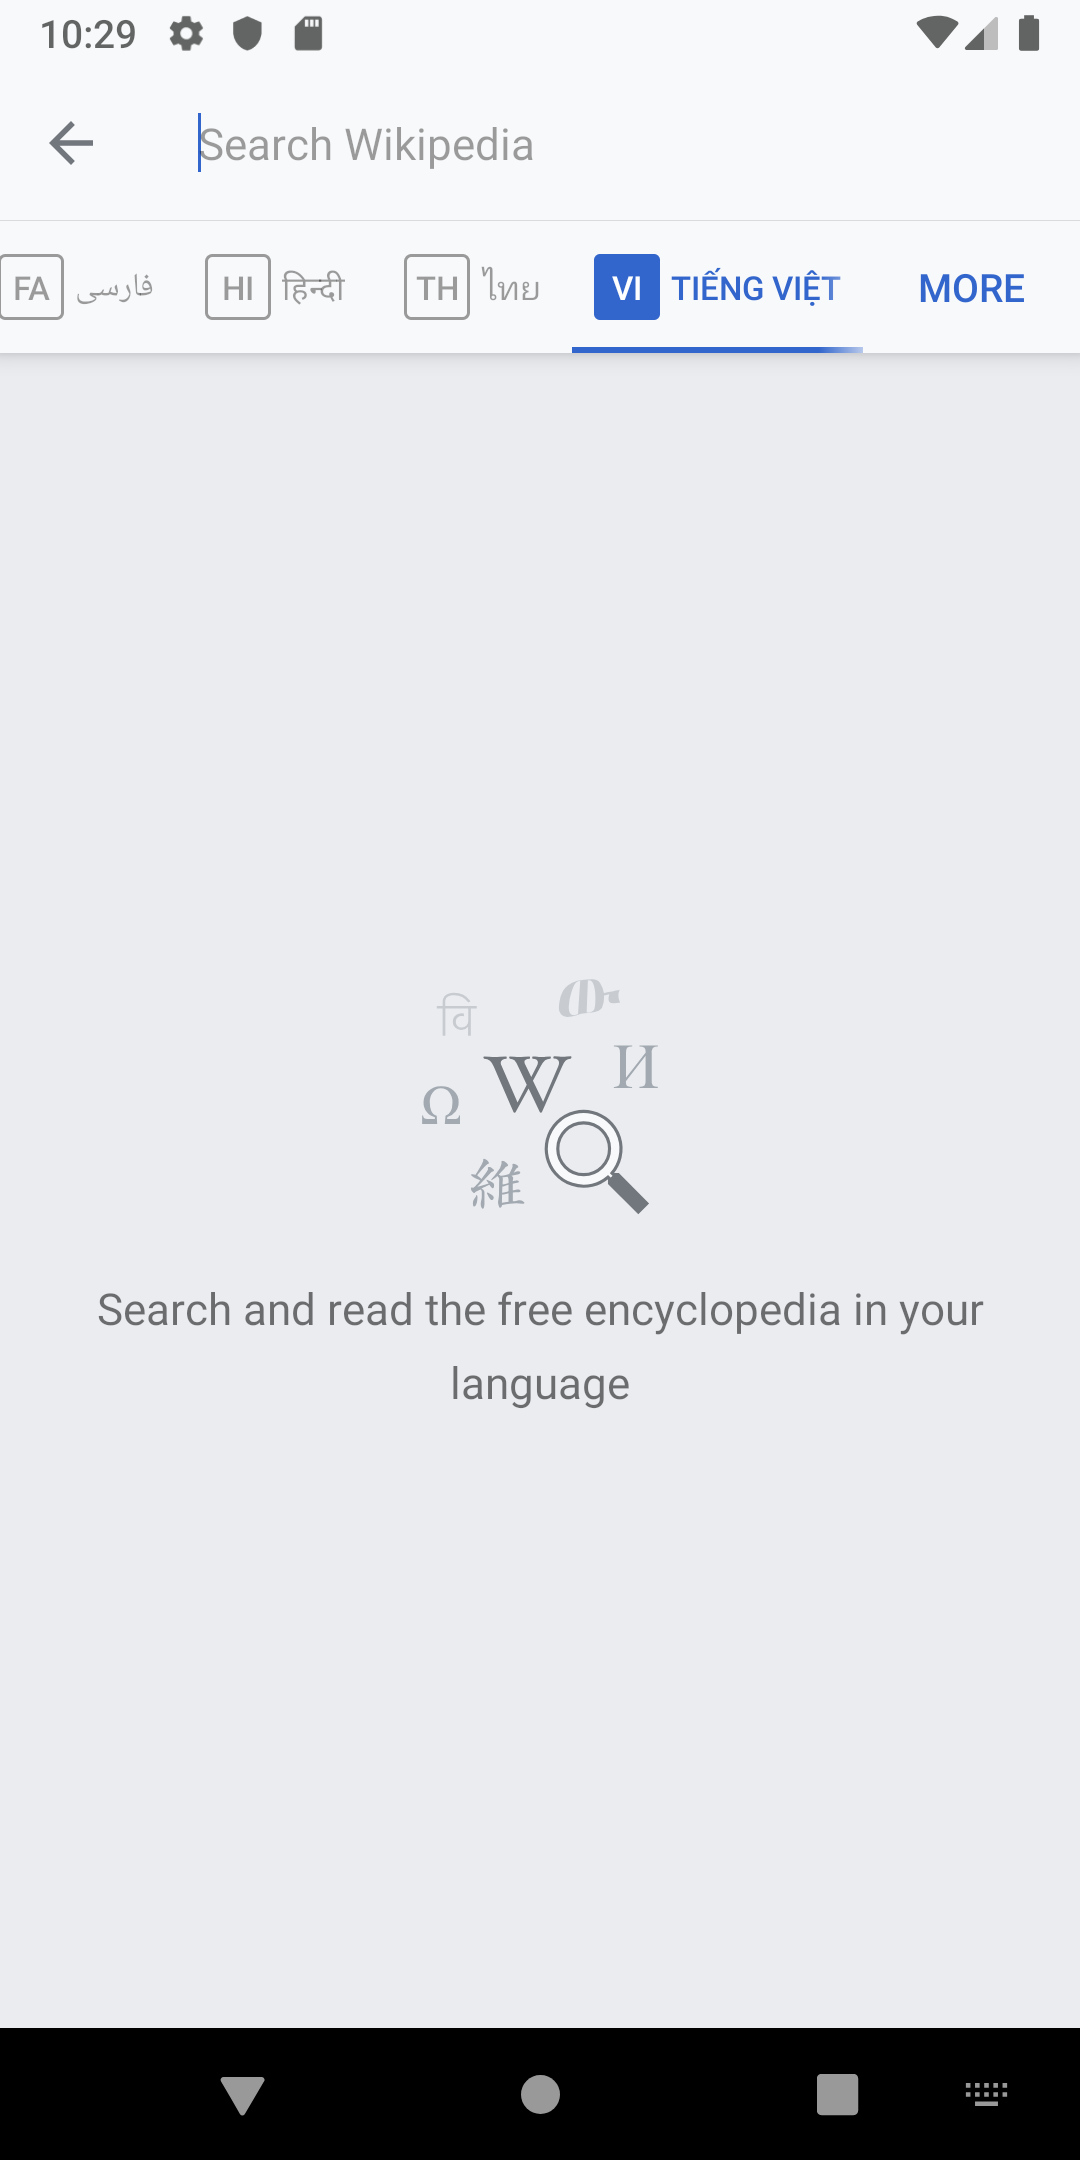 10:29
Search Wikipedia
FA فارسی HI हिन्दी TH ไทย VI TIẾNG VIỆT MORE
वि ው
W И
Ω
維
Search and read the free encyclopedia in your
language